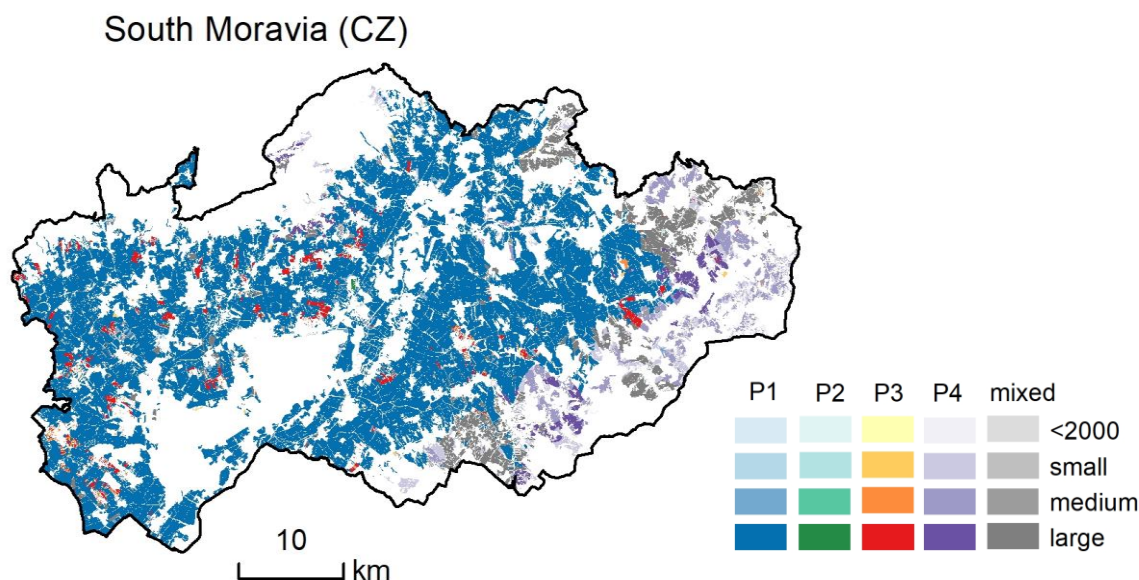 South Moravia (CZ)
P1 P2 P3 P4 mixed
<2000
small
medium
large
10
km